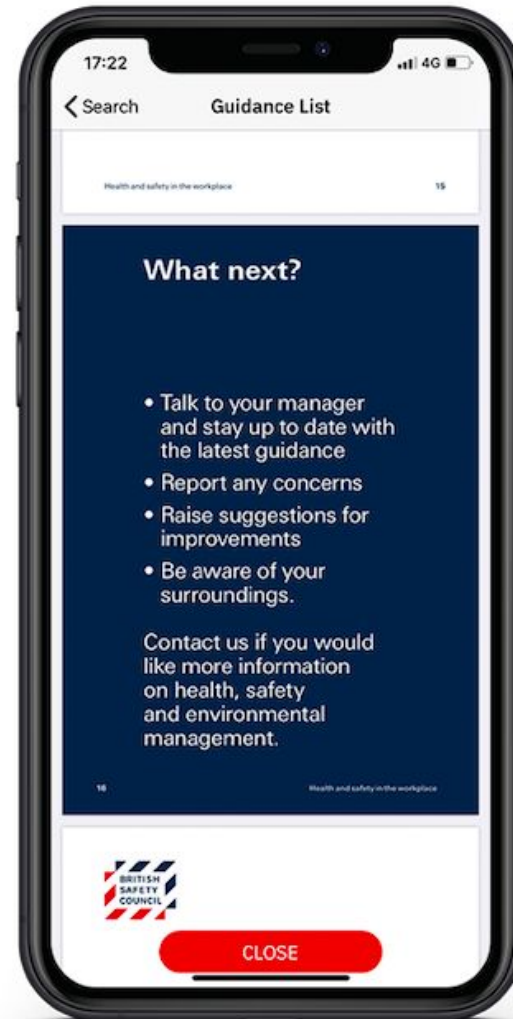 17:22
4G
Search
Guidance List
Health and safety in the workplace
15
What next?
• Talk to your manager
and stay up to date with
the latest guidance
• Report any concerns
• Raise suggestions for
improvements
• Be aware of your
surroundings.
Contact us if you would
like more information
on health, safety
and environmental
management.
16
Health and safety in the workplace
BRITISH
SAFETY
COUNCIL
CLOSE